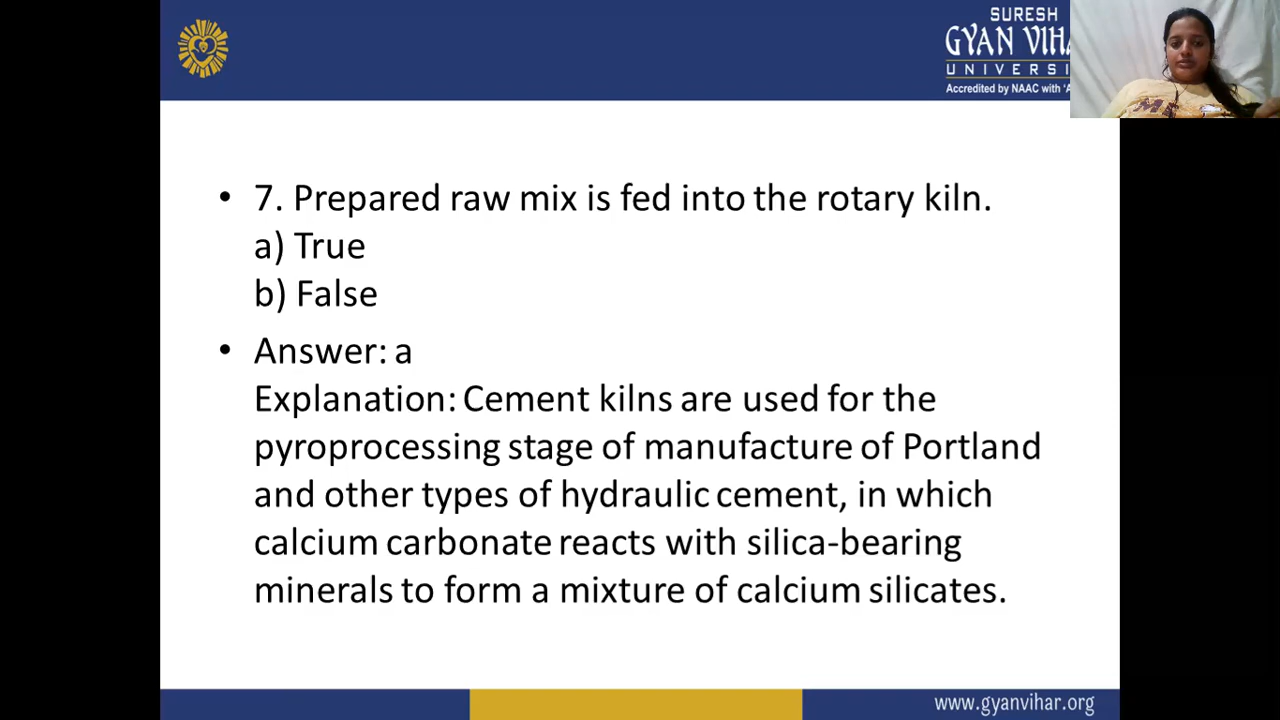 SURESH
GYAN VIHA
UNIVERSI
Accredited by NAAC with 'A
• 7. Prepared raw mix is fed into the rotary kiln.
a) True
b) False
• Answer: a
Explanation: Cement kilns are used for the
pyroprocessing stage of manufacture of Portland
and other types of hydraulic cement, in which
calcium carbonate reacts with silica-bearing
minerals to form a mixture of calcium silicates.
www.gyanvihar.org